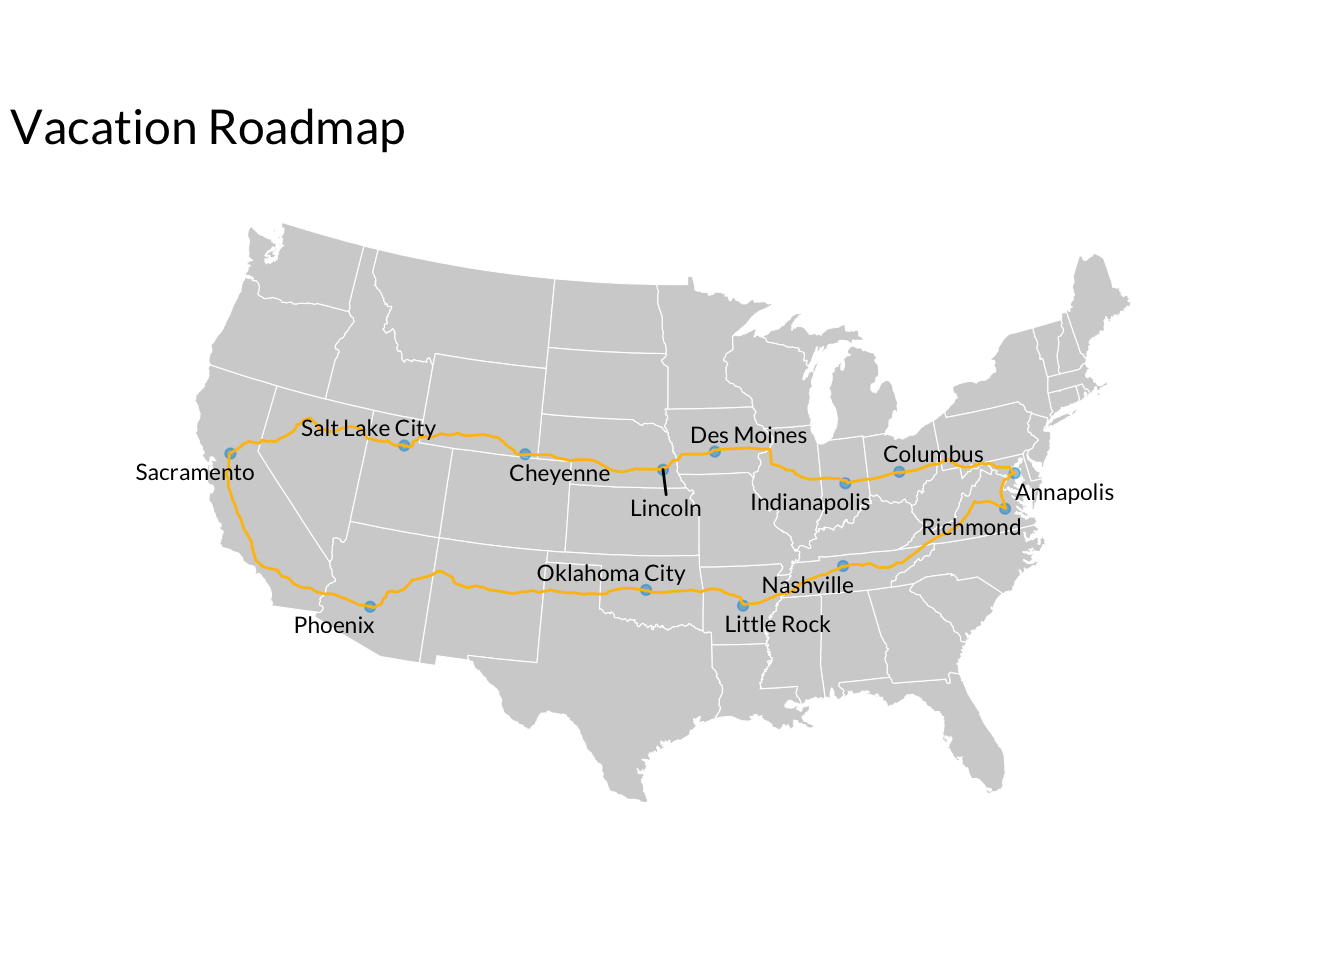 Vacation Roadmap
Salt Lake City
Des Moines
Columbus
Sacramento
Cheyenne
Annapolis
Lincoln
Indianapolis
Richmond
Oklahoma City
Nashville
Phoenix
Little Rock